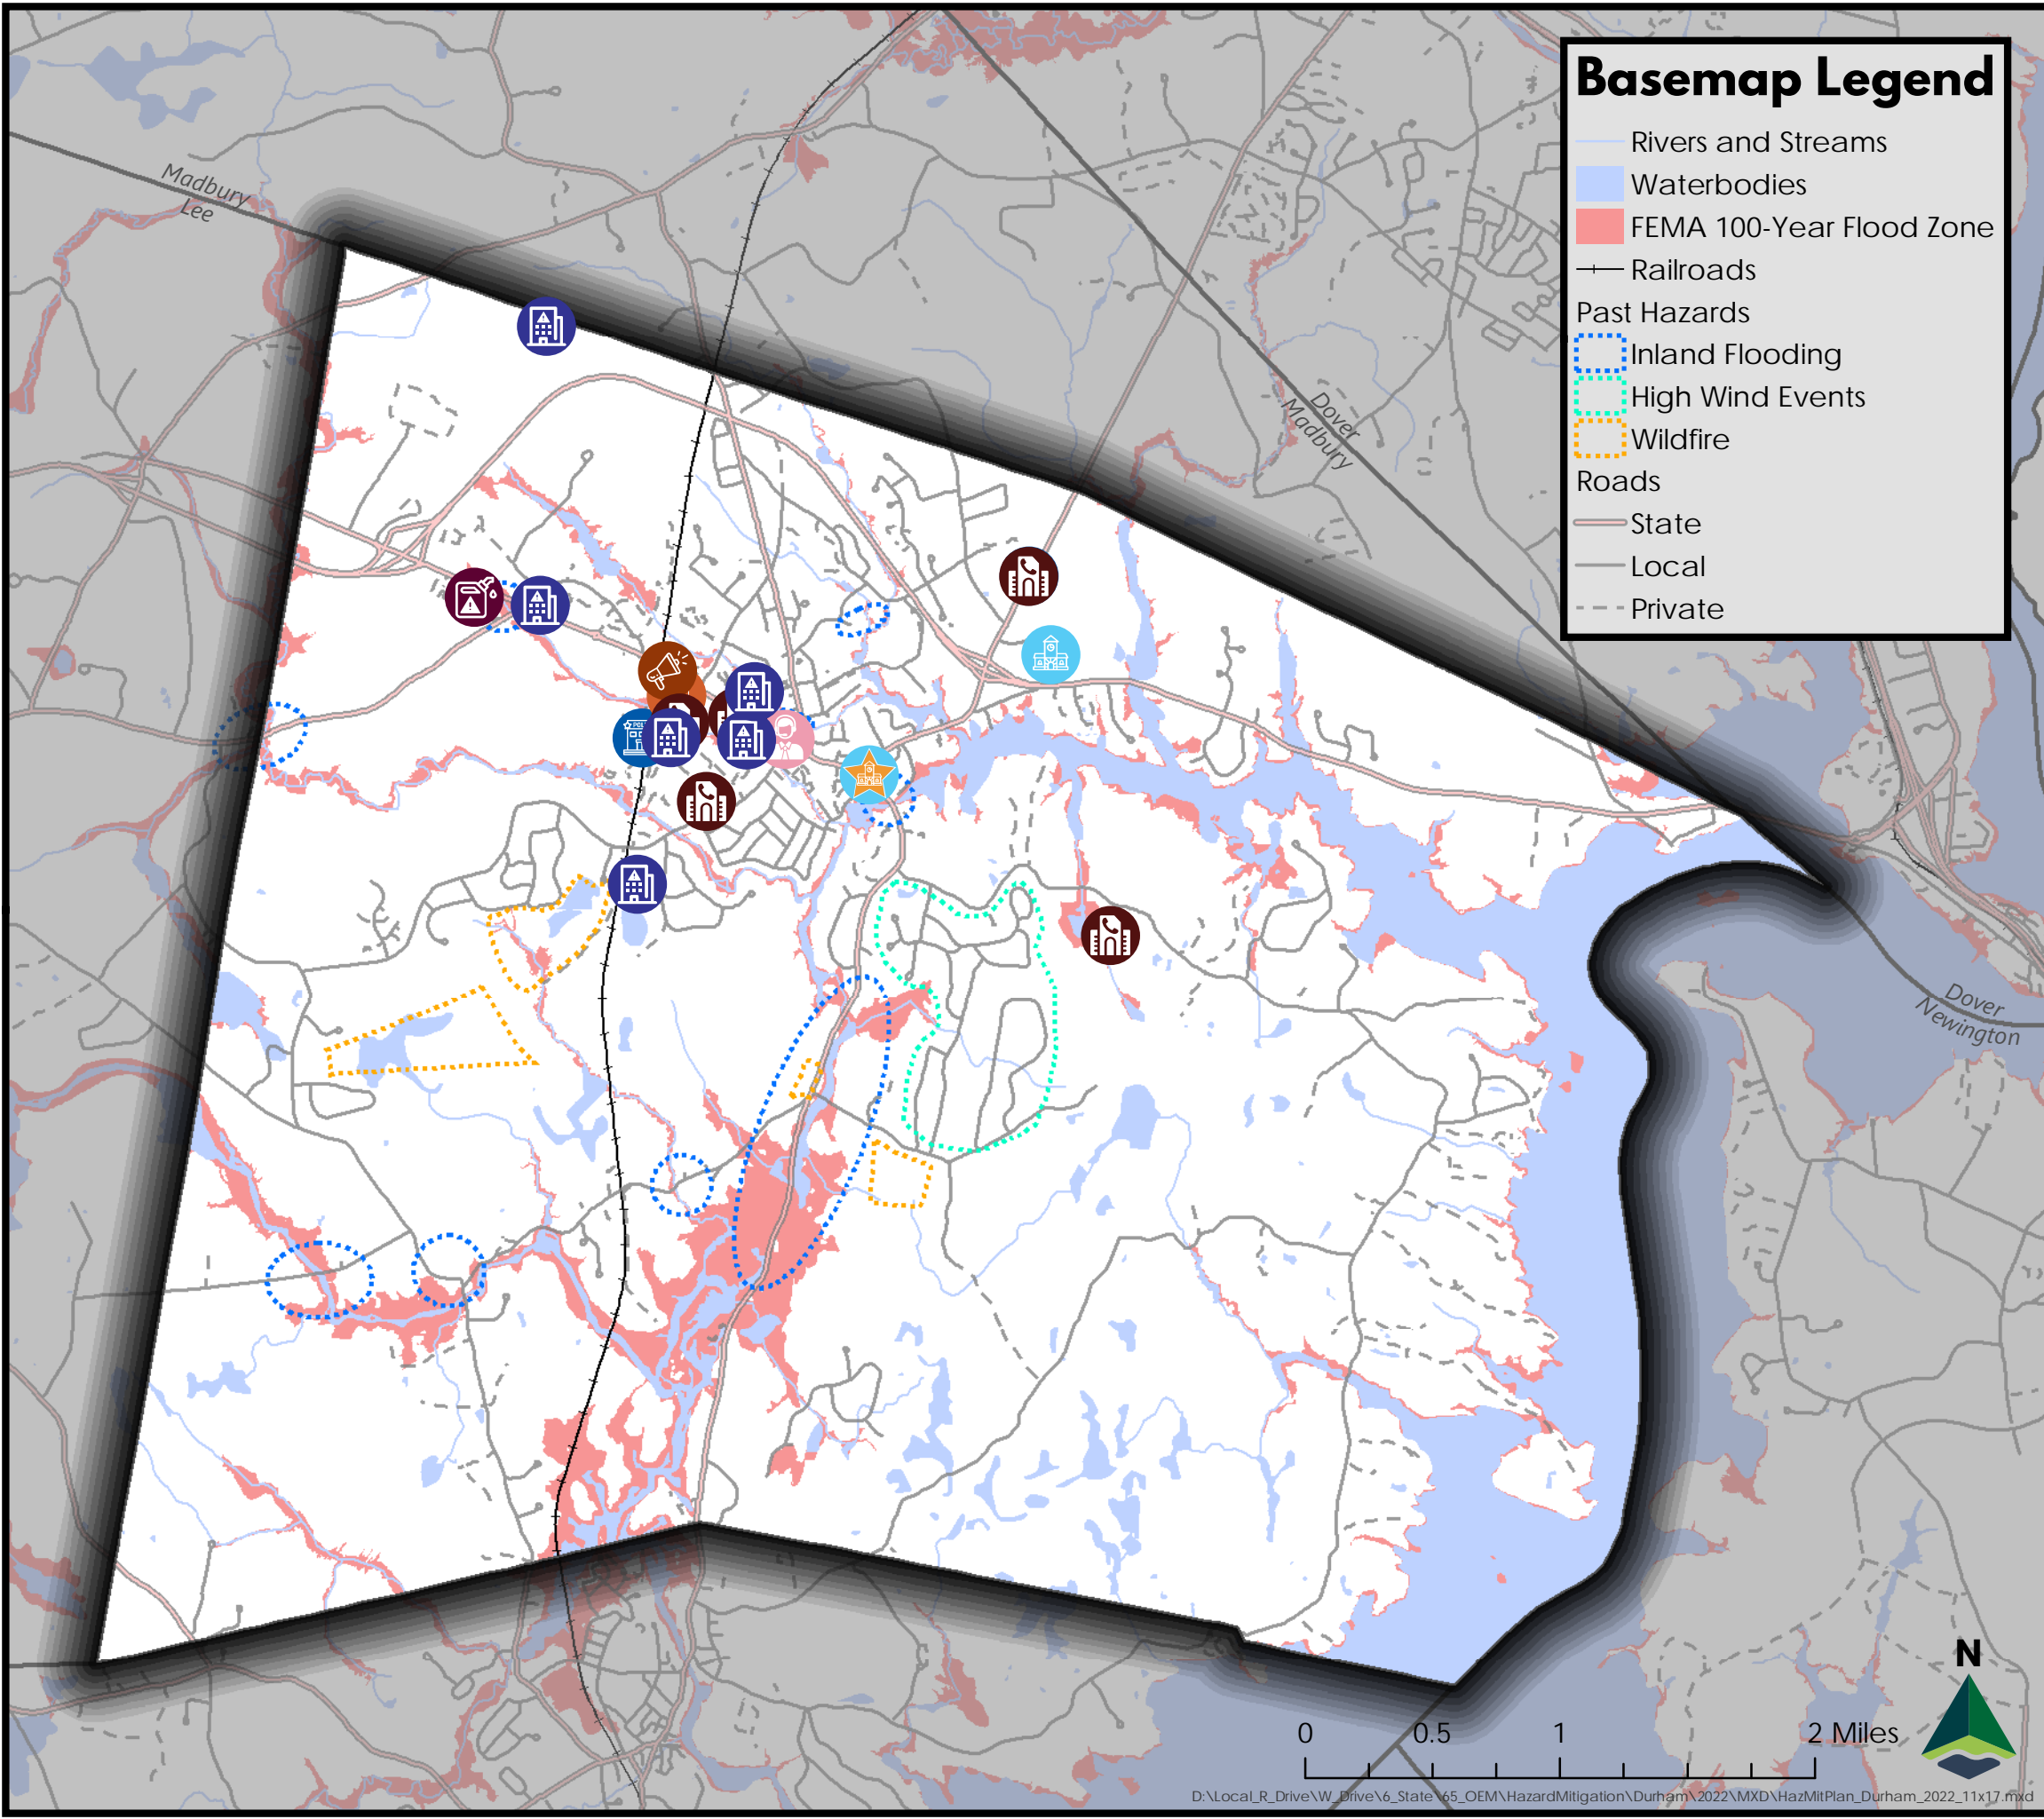 Basemap Legend
Rivers and Streams
Waterbodies
FEMA 100-Year Flood Zone
Railroads
Past Hazards
Inland Flooding
High Wind Events
Wildfire
Roads
State
Local
Private
Madbury
Lee
Dover
Madbury
Dover
Newington
N
0 0.5 1 2 Miles
D:\Local_R_Drive\W_Drive\6_State\65_OEM\HazardMitigation\Durham\2022\MXD\HazMitPlan_Durham_2022_11x17.mxd